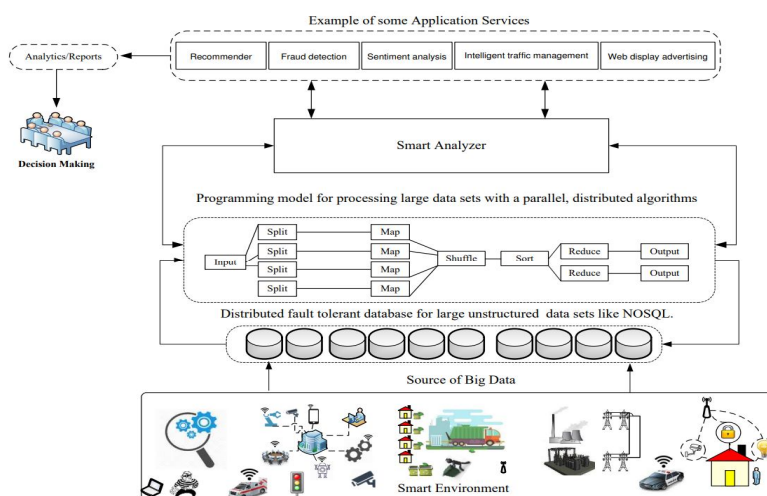 Example of some Application Services
Analytics/Reports
Recommender
Fraud detection
Sentiment analysis
Intelligent traffic management
Web display advertising
Decision Making
Smart Analyzer
Programming model for processing large data sets with a parallel, distributed algorithms
Split
Map
Split
Map
Input
Shuffle
Sort
Split
Map
Split
Map
Reduce
Output
Reduce
Output
Distributed fault tolerant database for large unstructured data sets like NOSQL.
Source of Big Data
Smart Environment